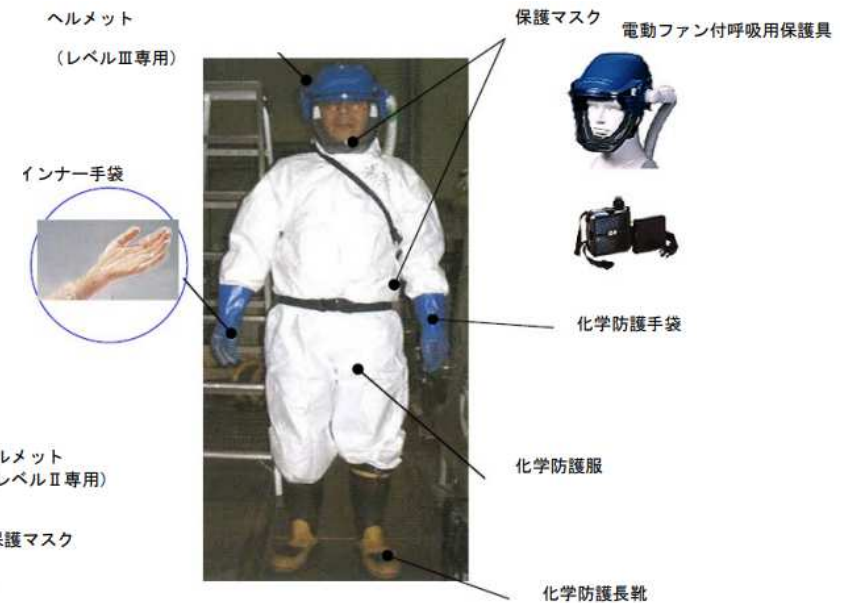 ヘルメット
(レベルⅢ専用)
保護マスク
電動ファン付呼吸用保護具
インナー手袋
化学防護手袋
ルメット
レベルⅡ専用)
化学防護服
護マスク
化学防護長靴